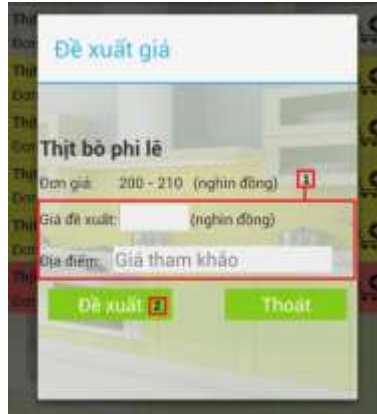 Đề xuất giá
Thịt bò phi lê
Đơn giá: 200 - 210 (nghìn đồng) 1
Giá đề xuất: (nghìn đồng)
Địa điểm: Giá tham khảo
Đề xuất 2 Thoát